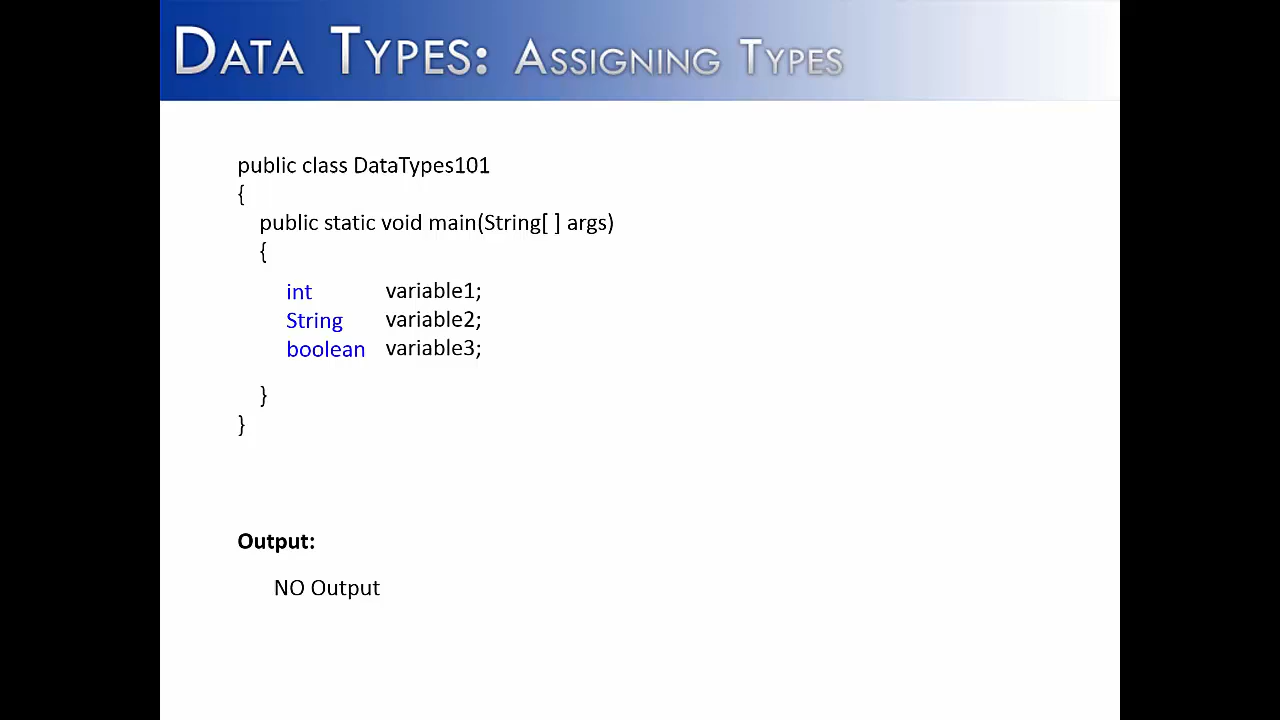 DATA TYPES: ASSIGNING TYPES
public class DataTypes101
{
public static void main(String[ ] args)
{
int variable1;
String variable2;
boolean variable3;
}
}
Output:
NO Output